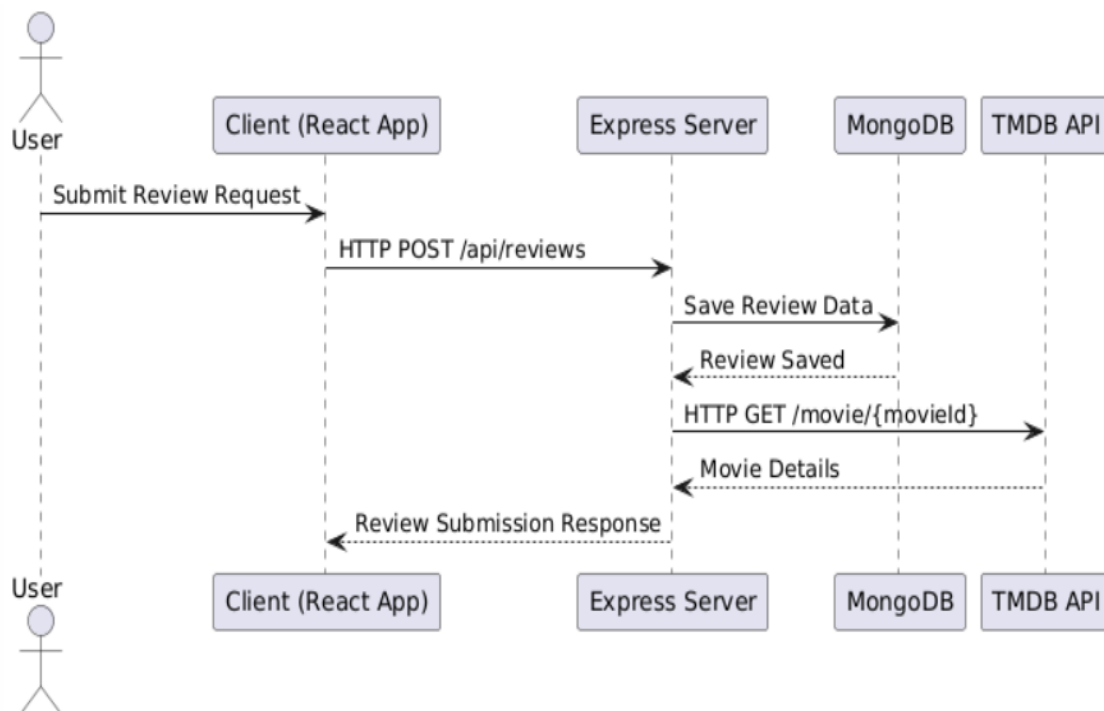 User
Client (React App)
Express Server
MongoDB
TMDB API
Submit Review Request
HTTP POST /api/reviews
Save Review Data
Review Saved
HTTP GET /movie/{movieId}
Movie Details
Review Submission Response
User
Client (React App)
Express Server
MongoDB
TMDB API